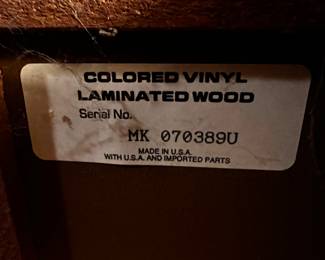 COLORED VINYL
LAMINATED WOOD
Serial No.
MK 070389U
MADE IN U.S.A.
WITH U.S.A. AND IMPORTED PARTS